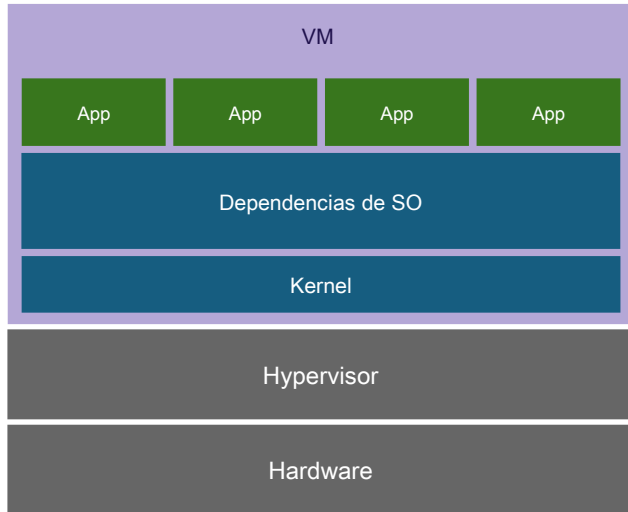 VM
App
App
App
App
Dependencias de SO
Kernel
Hypervisor
Hardware